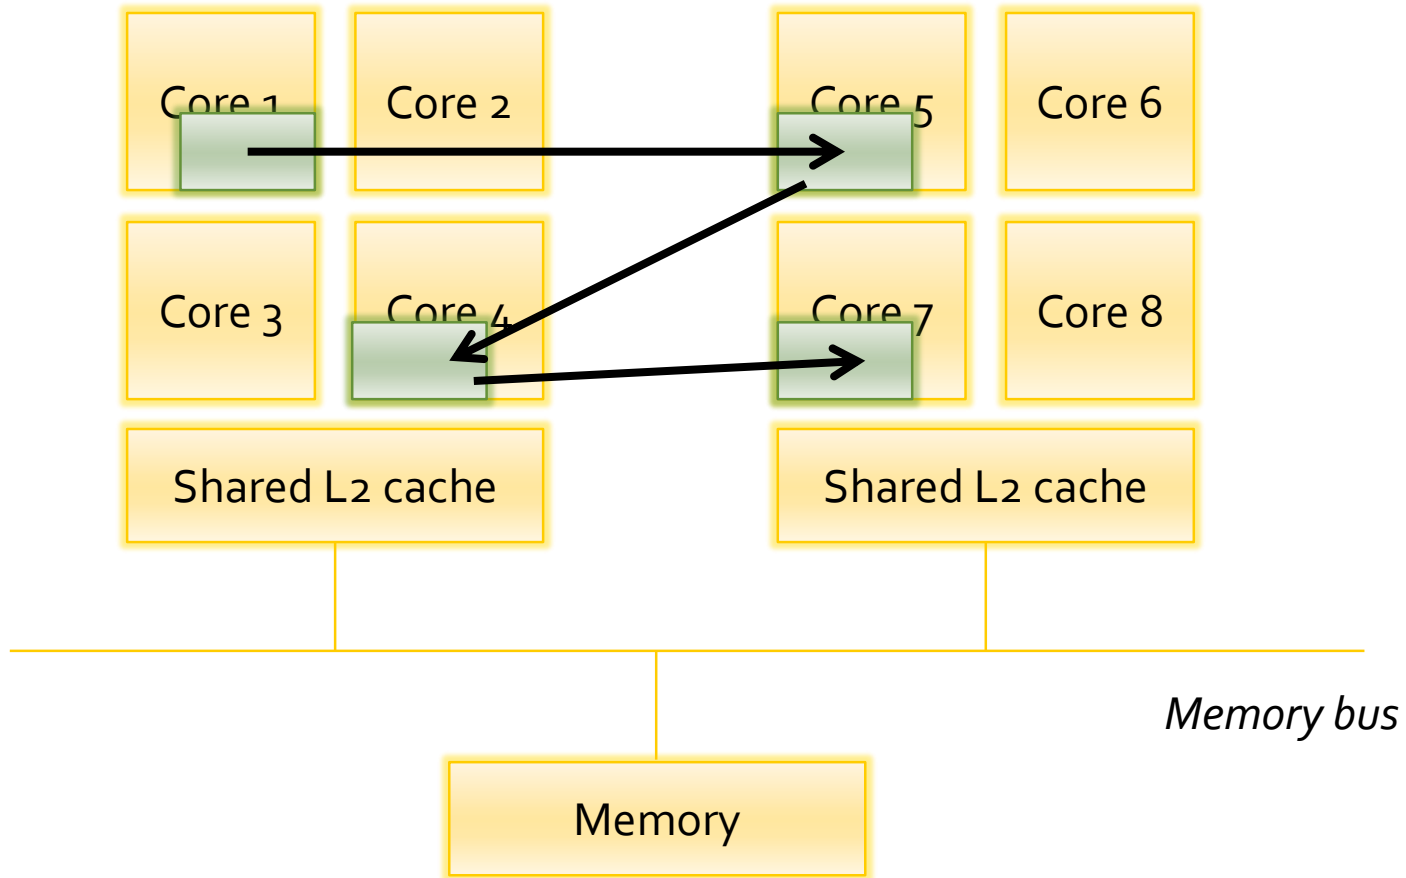 Core 1
Core 2
Core 5
Core 6
Core 3
Core 4
Core 7
Core 8
Shared L2 cache
Shared L2 cache
Memory bus
Memory